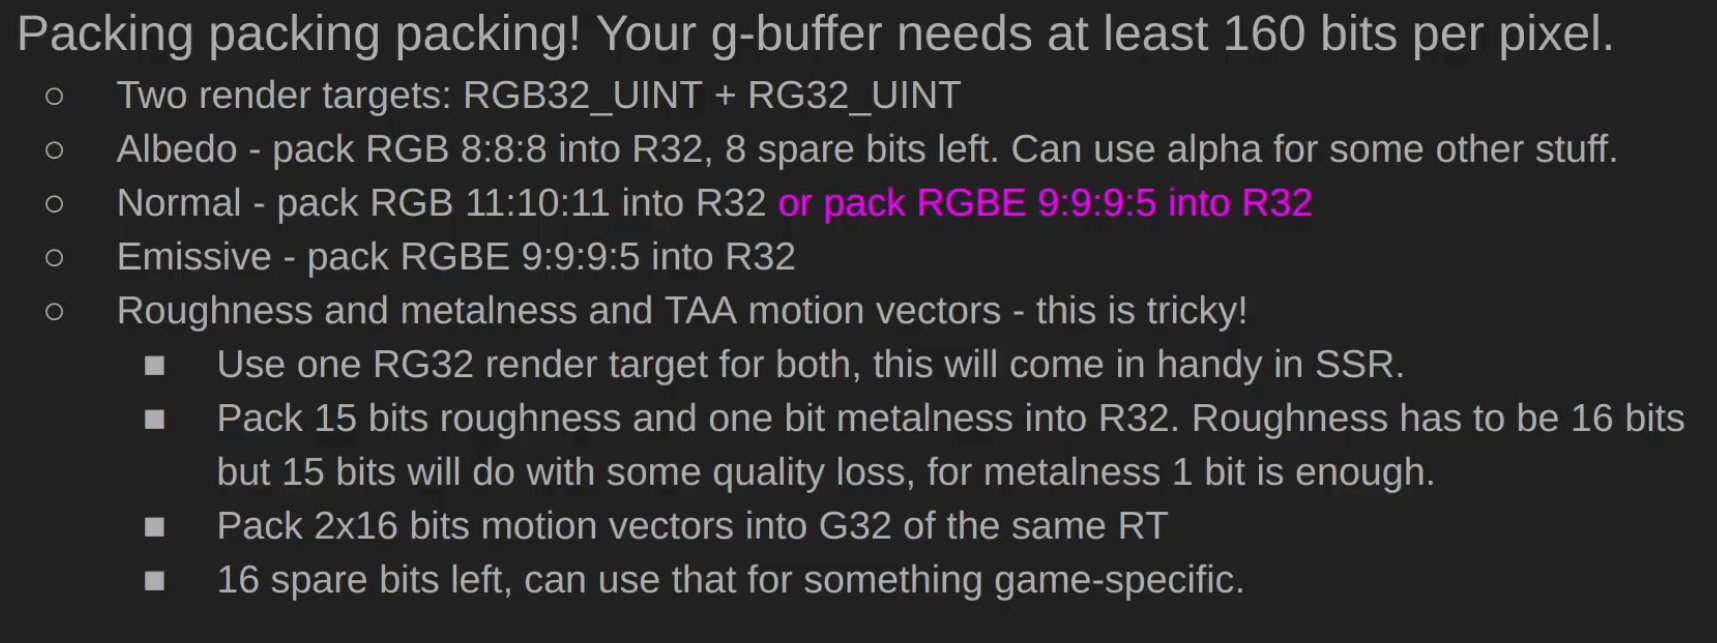 Packing packing packing! Your g-buffer needs at least 160 bits per pixel.
○ Two render targets: RGB32_UINT + RG32_UINT
○ Albedo - pack RGB 8:8:8 into R32, 8 spare bits left. Can use alpha for some other stuff.
○ Normal - pack RGB 11:10:11 into R32 or pack RGBE 9:9:9:5 into R32
○ Emissive - pack RGBE 9:9:9:5 into R32
○ Roughness and metalness and TAA motion vectors - this is tricky!
■ Use one RG32 render target for both, this will come in handy in SSR.
■ Pack 15 bits roughness and one bit metalness into R32. Roughness has to be 16 bits
but 15 bits will do with some quality loss, for metalness 1 bit is enough.
■ Pack 2x16 bits motion vectors into G32 of the same RT
■ 16 spare bits left, can use that for something game-specific.